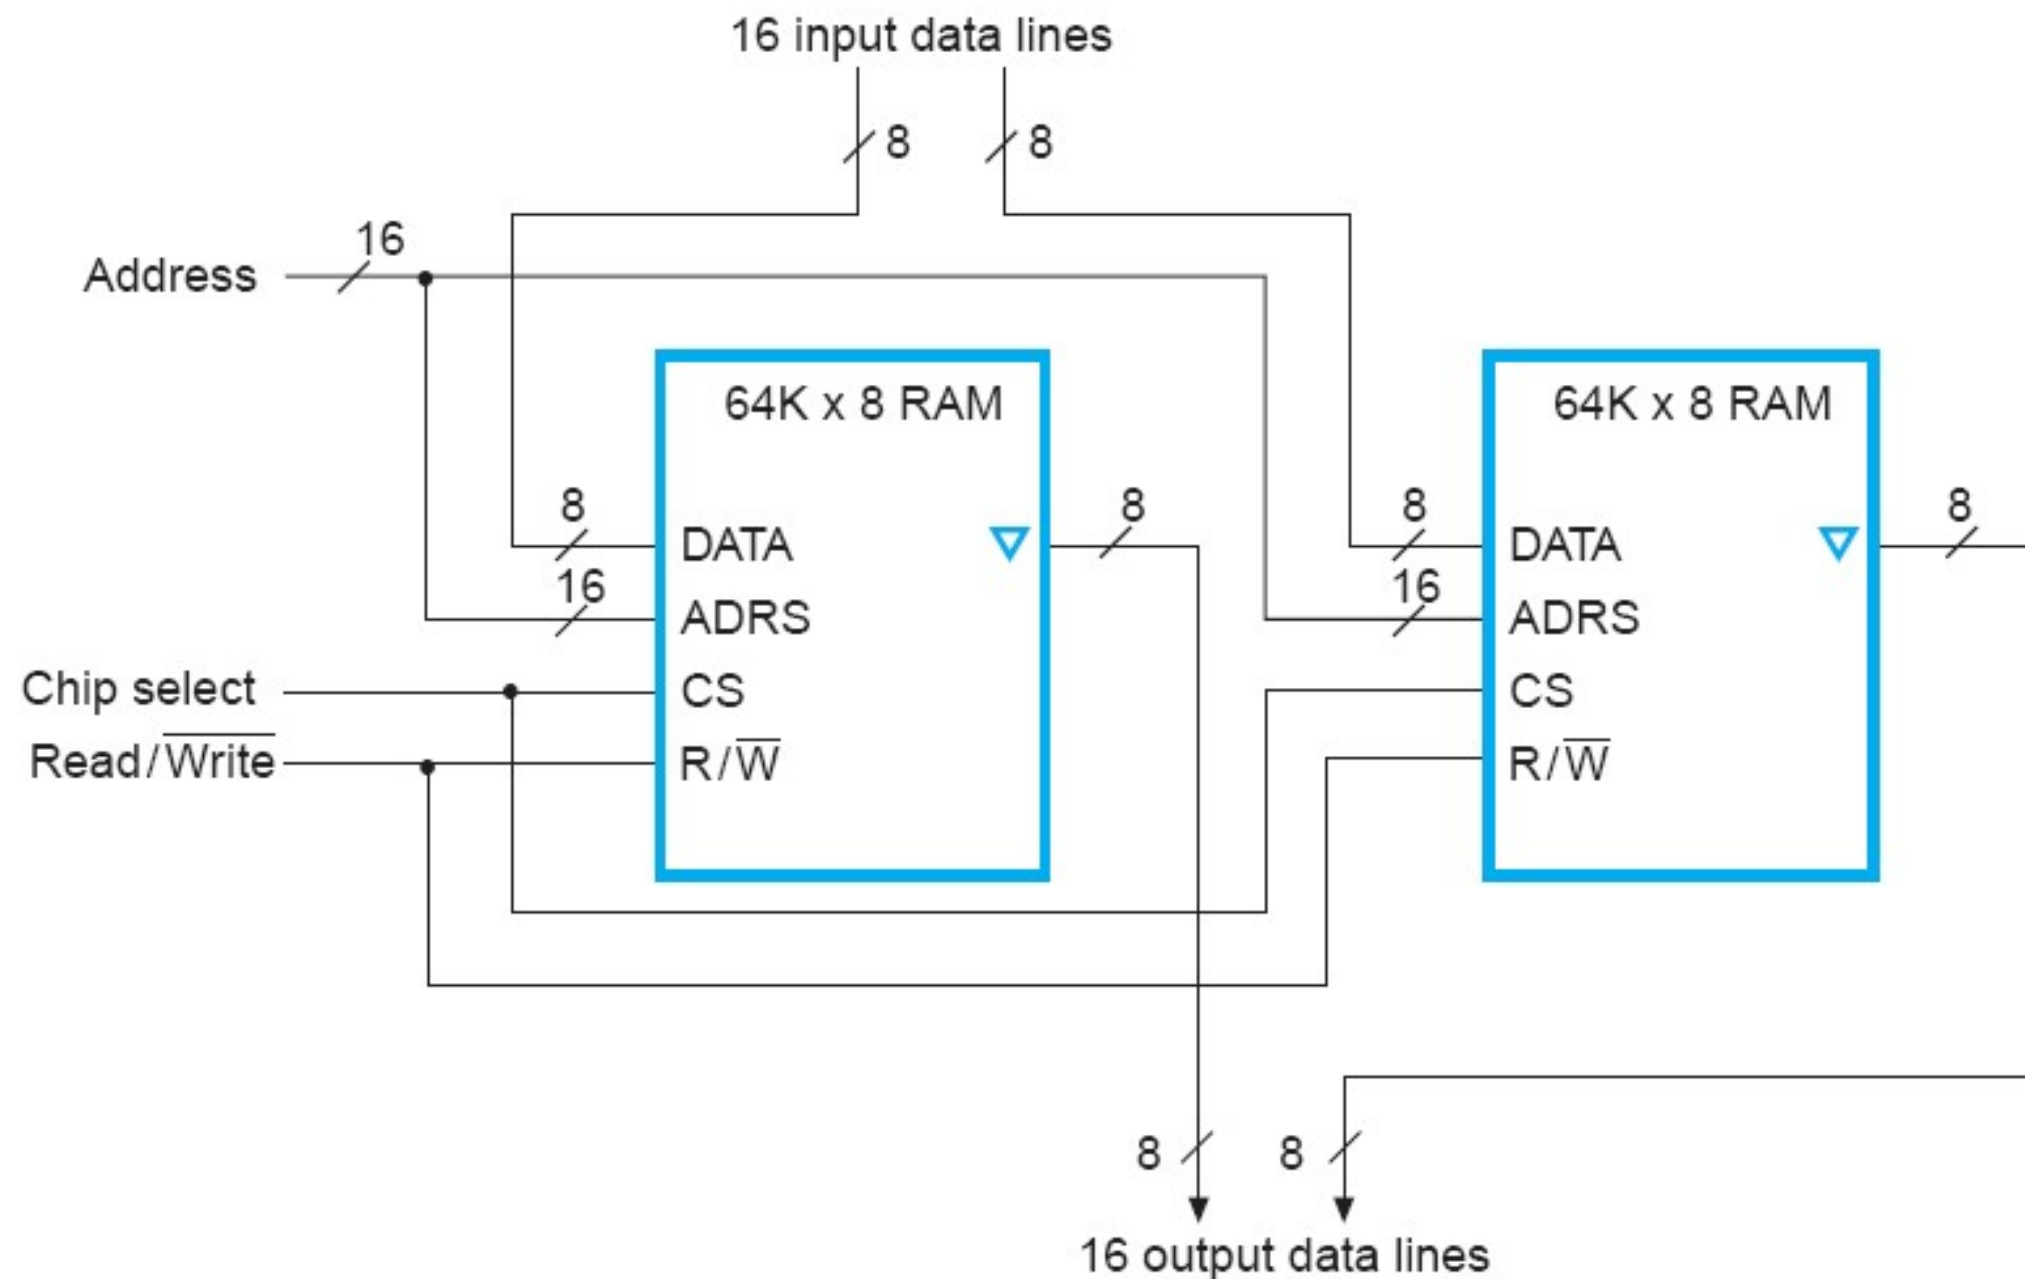 16 input data lines
8 8
16
Address
64K x 8 RAM 64K x 8 RAM
8 8 8 8
DATA DATA
16 16
ADRS ADRS
Chip select CS CS
Read/W̅r̅i̅t̅e̅ R/W̅ R/W̅
8 8
16 output data lines